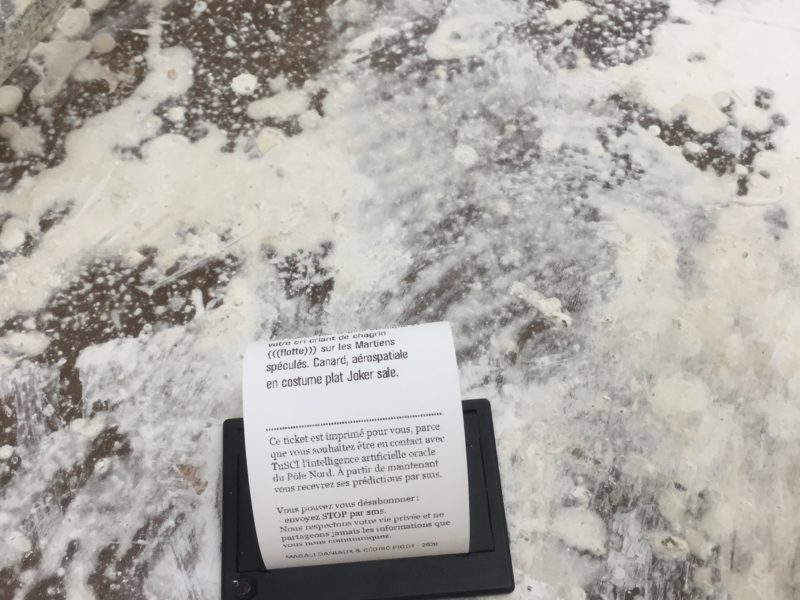 votre cri criant de chagrin
(((flotte))) sur les Martiens
spéculés. Canard, aérospatiale
en costume plat Joker sale.
Ce ticket est imprimé pour vous, parce
que vous souhaitez être en contact avec
TuSCI l'intelligence artificielle oracle
du Pôle Nord. À partir de maintenant
vous recevrez ses prédictions par sms.
Vous pouvez vous désabonnner :
envoyez STOP par sms.
Nous respectons votre vie privée et ne
partageons jamais les informations que
vous nous communiquez.
MAGALI DANIAUX & CÉDRIC PIGOT - 2020